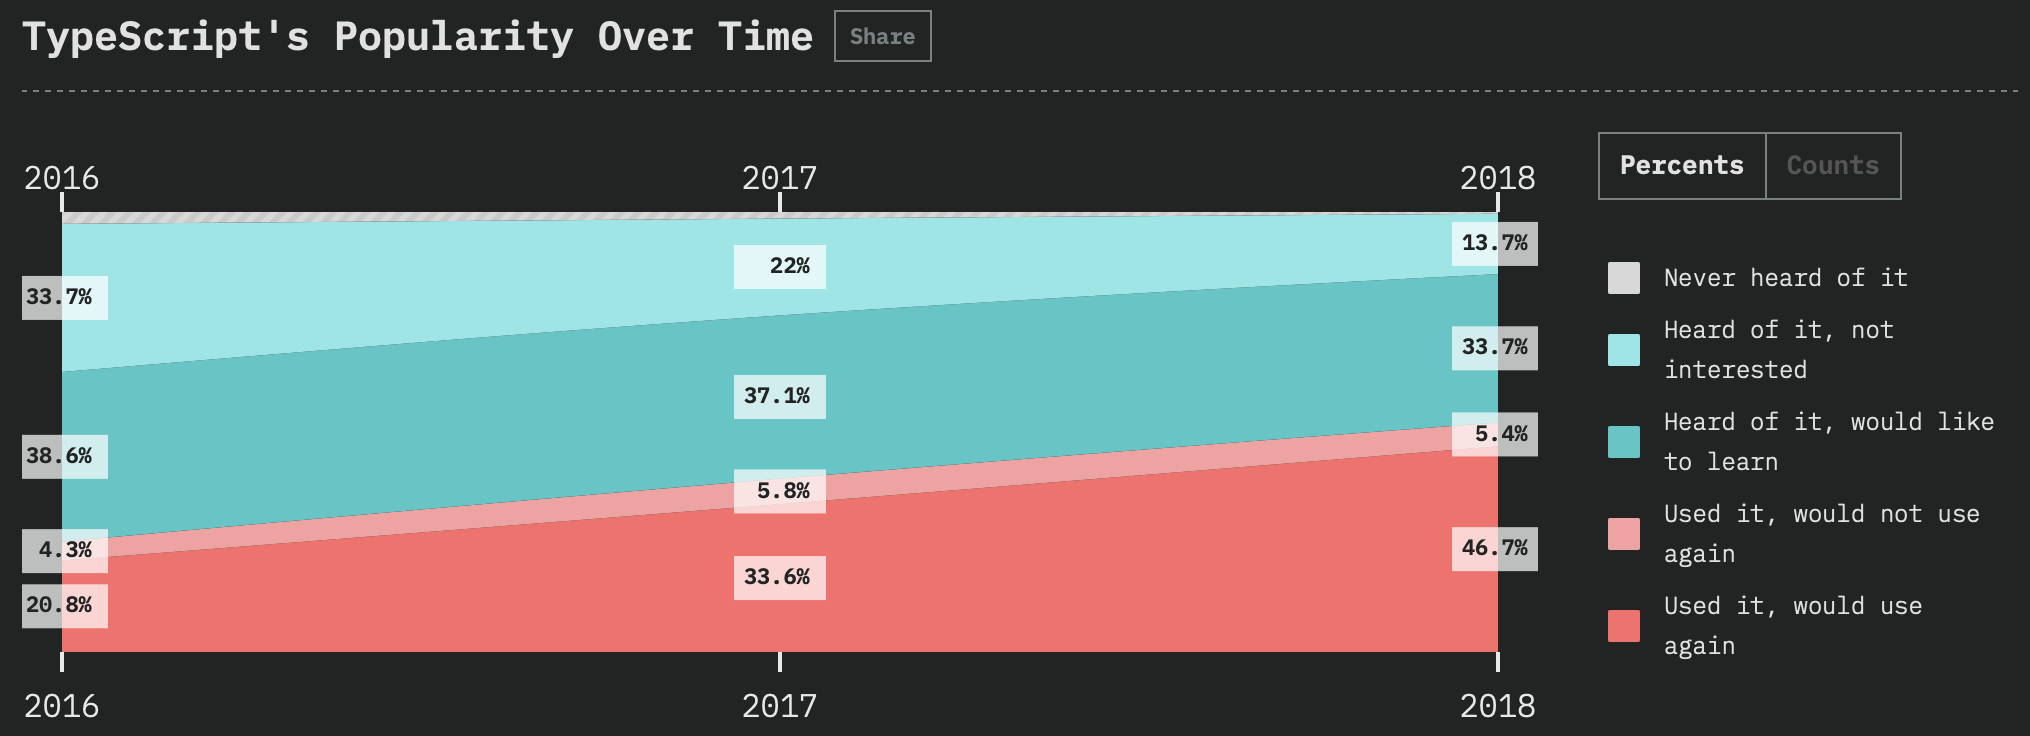 TypeScript's Popularity Over Time
Share
2016 2017 2018
Percents Counts
33.7% 22% 13.7%
38.6% 37.1% 33.7%
4.3% 5.8% 5.4%
20.8% 33.6% 46.7%
2016 2017 2018
Never heard of it
Heard of it, not
interested
Heard of it, would like
to learn
Used it, would not use
again
Used it, would use
again